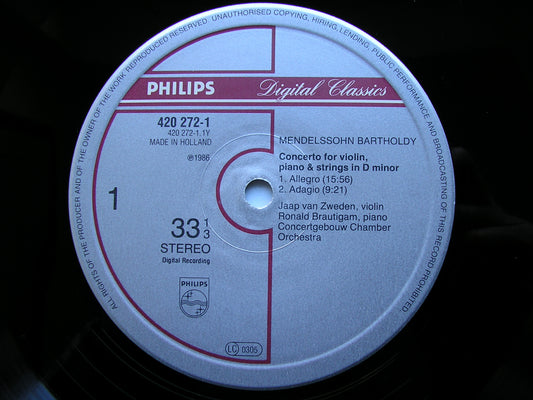 ALL RIGHTS OF THE PRODUCER AND OF THE OWNER OF THE WORK REPRODUCED RESERVED. UNAUTHORISED COPYING, HIRING, LENDING, PUBLIC PERFORMANCE AND BROADCASTING OF THIS RECORD PROHIBITED.
PHILIPS Digital Classics
420 272-1
420 272-1.1Y
MADE IN HOLLAND
℗1986
1
33 1/3
STEREO
Digital Recording
PHILIPS
MENDELSSOHN BARTHOLDY
Concerto for violin,
piano & strings in D minor
1. Allegro (15:56)
2. Adagio (9:21)
Jaap van Zweden, violin
Ronald Brautigam, piano
Concertgebouw Chamber
Orchestra
LC 0305